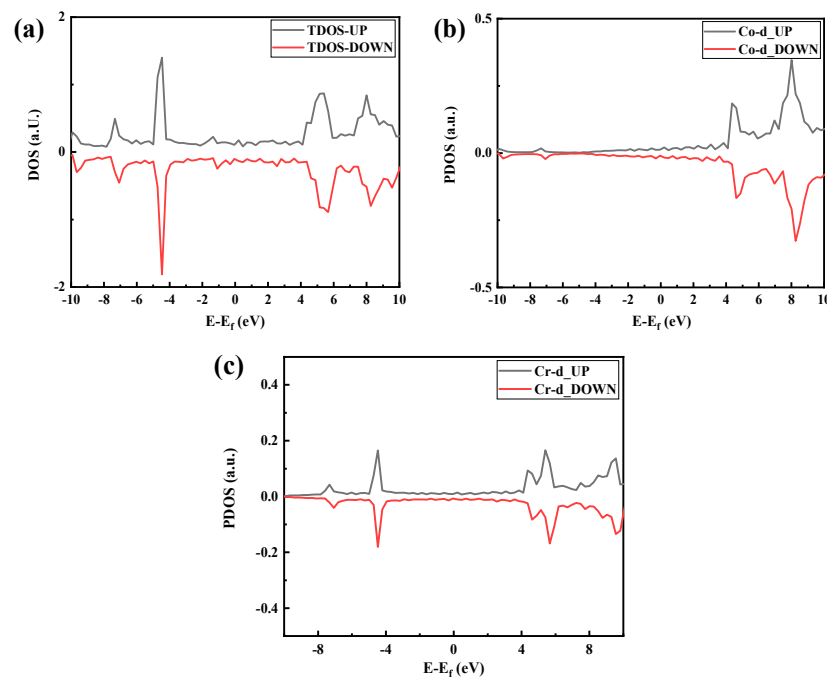 (a)
TDOS-UP
TDOS-DOWN
DOS (a.U.)
2
0
-2
-10 -8 -6 -4 -2 0 2 4 6 8 10
E-Ef (eV)
(b)
Co-d_UP
Co-d_DOWN
PDOS (a.u.)
0.5
0.0
-0.5
-10 -8 -6 -4 -2 0 2 4 6 8 10
E-Ef (eV)
(c)
Cr-d_UP
Cr-d_DOWN
PDOS (a.u.)
0.4
0.2
0.0
-0.2
-0.4
-8 -4 0 4 8
E-Ef (eV)